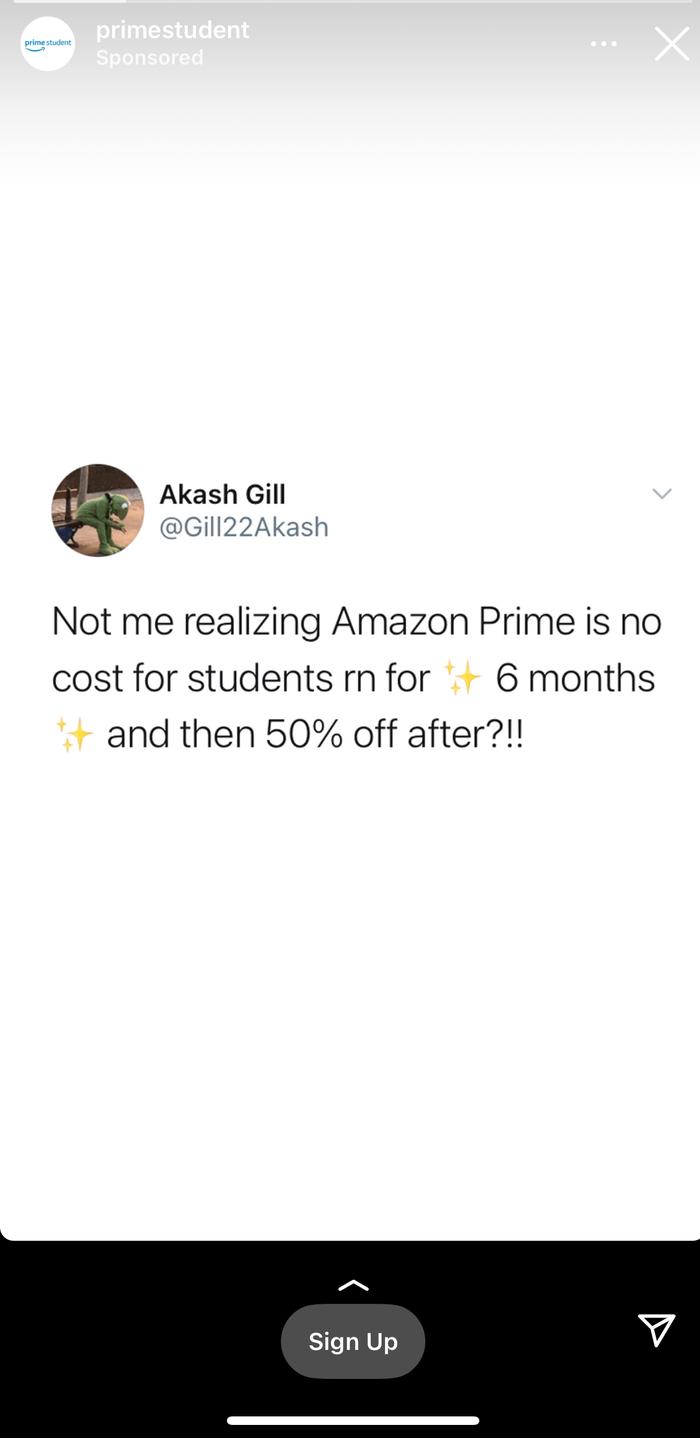 prime student
primestudent
Sponsored
Akash Gill
@Gill22Akash
Not me realizing Amazon Prime is no
cost for students rn for ✨ 6 months
✨ and then 50% off after?!!
Sign Up